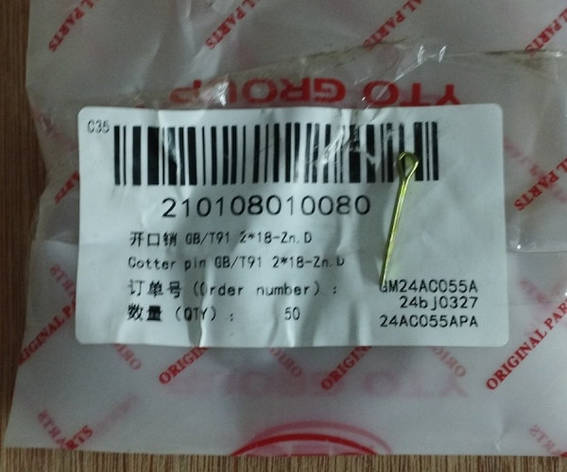 ORIGINAL PARTS
YTO GROUP
C35
210108010080
开口销 GB/T91 2*18-Zn.D
Cotter pin GB/T91 2*18-Zn.D
订单号 (Order number) : GM24AC055A
24bj0327
数量 (QTY) : 50
24AC055APA
ORIGINAL PARTS
ORIGINAL PARTS